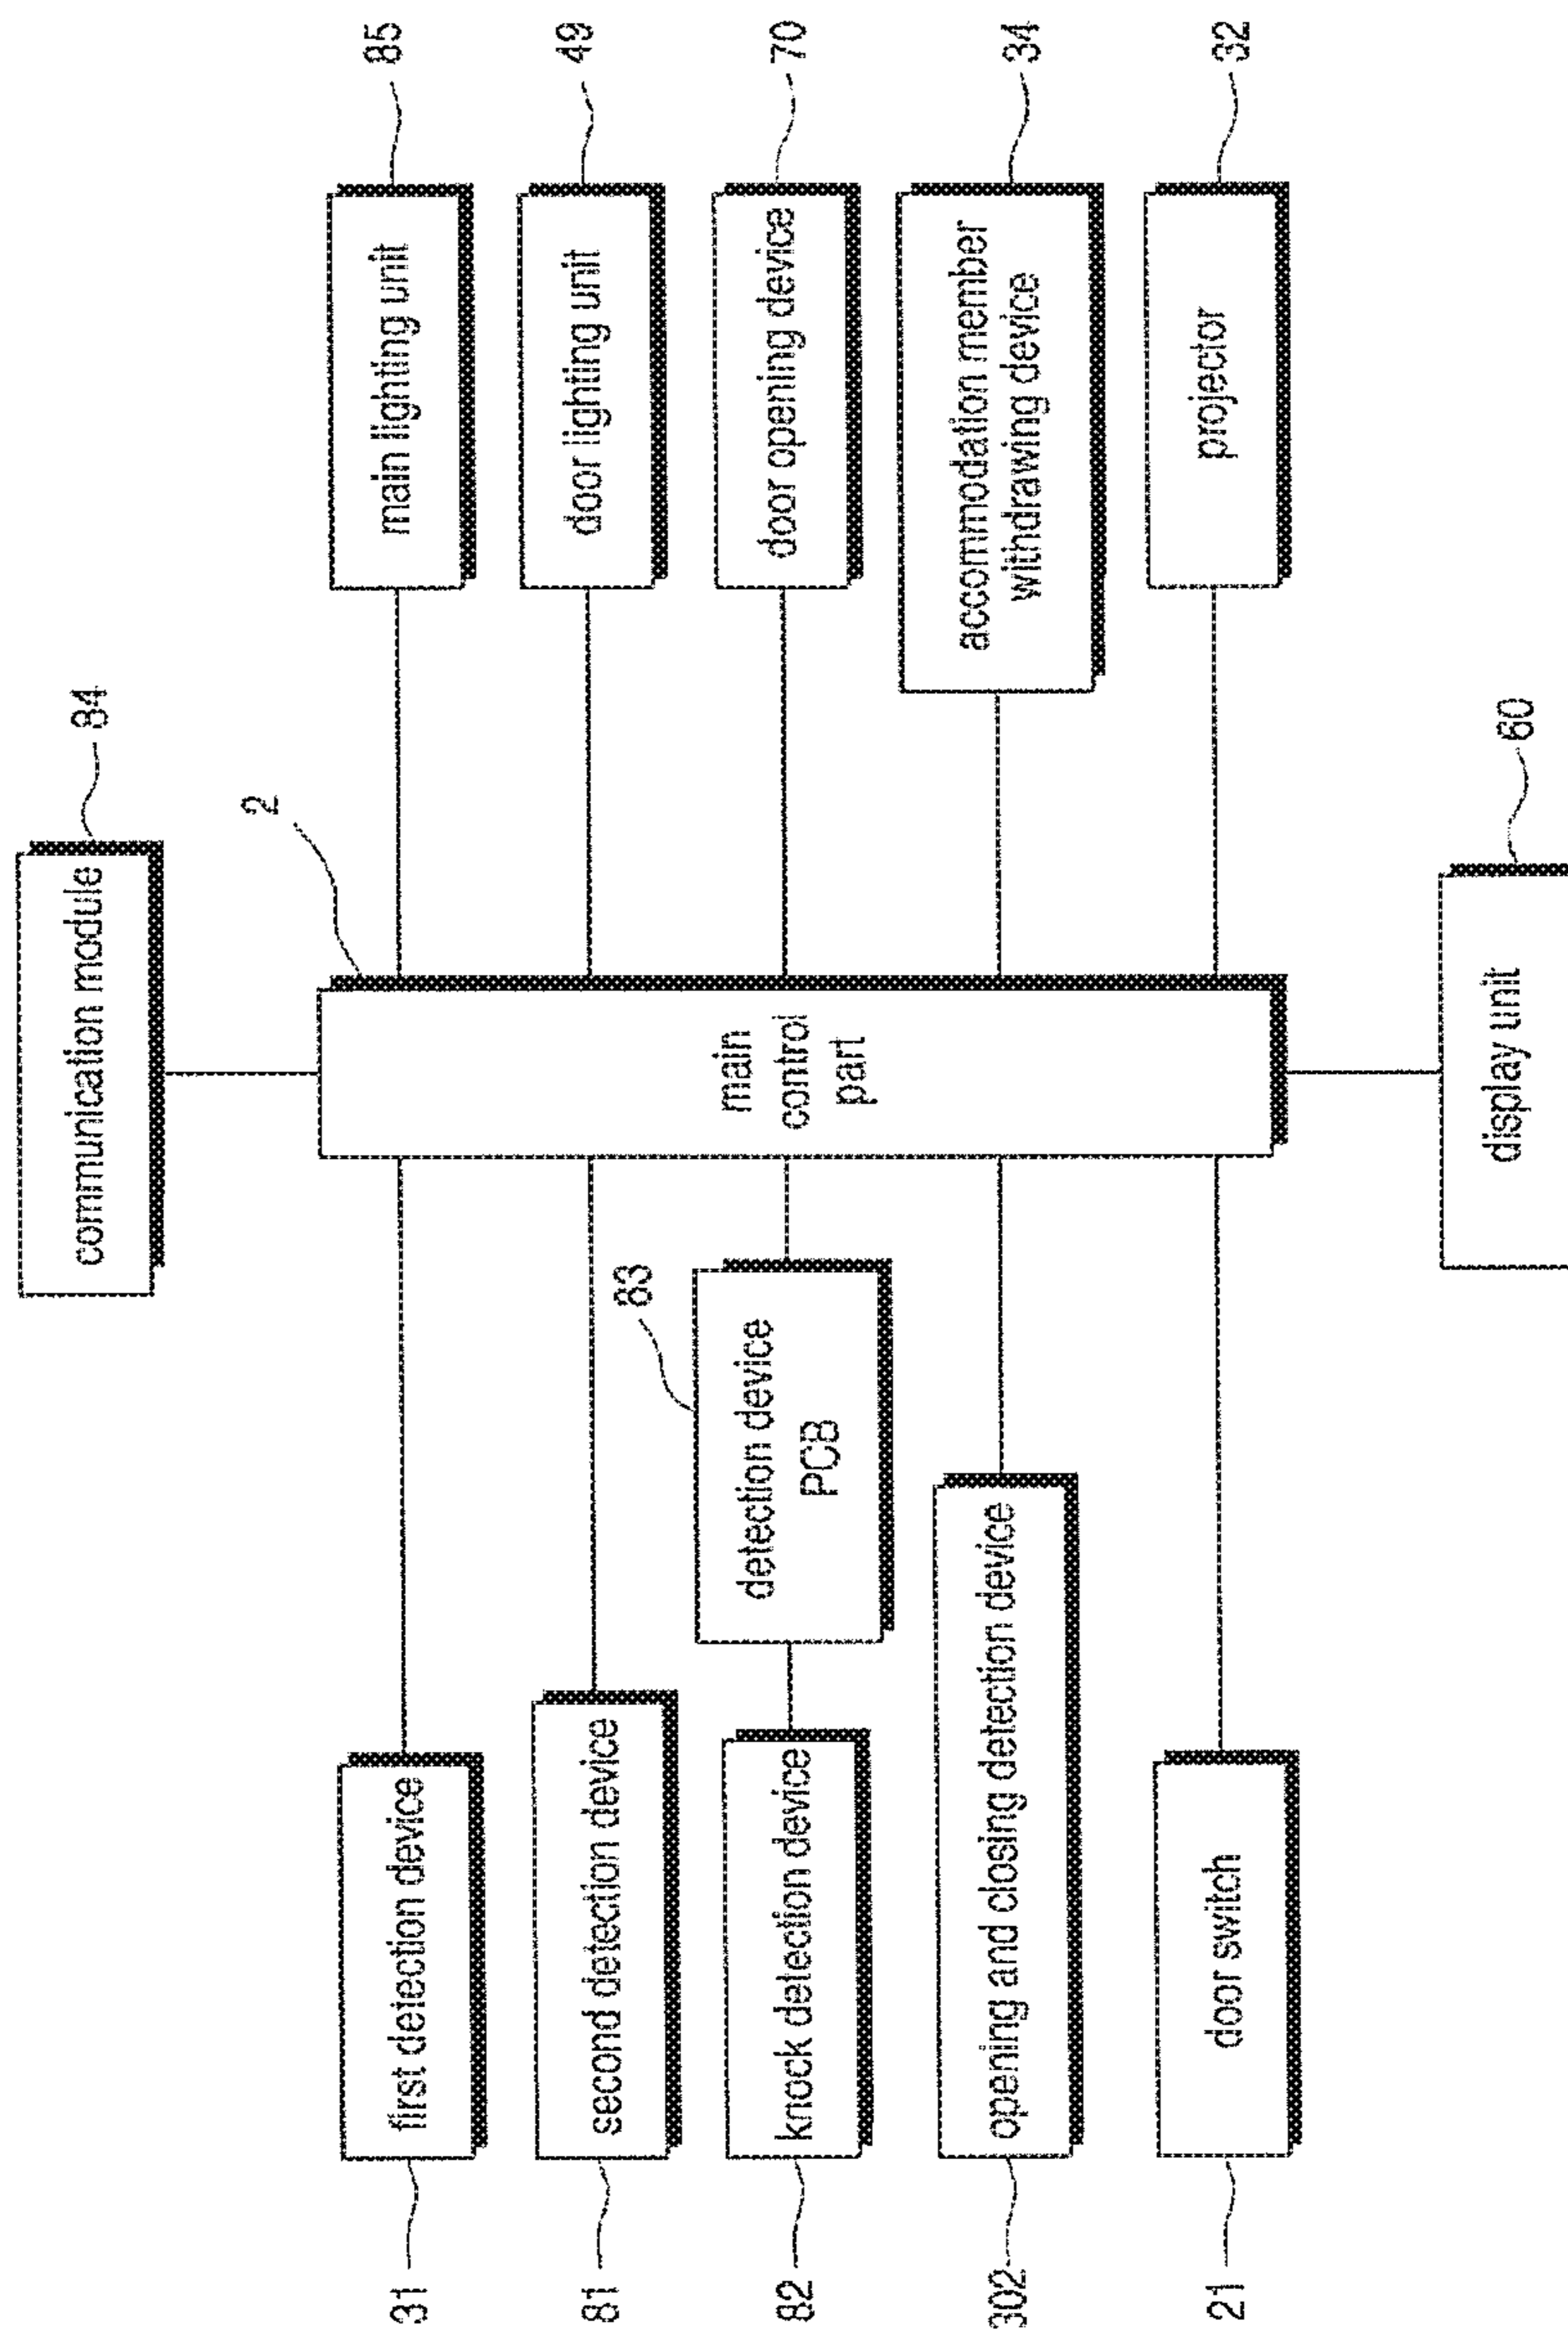 communication module
84
2
31
first detection device
main lighting unit
85
81
second detection device
door lighting unit
49
83
82
knock detection device
detection device
PCB
main
control
part
door opening device
70
302
opening and closing detection device
accommodation member
withdrawing device
34
21
door switch
projector
32
display unit
60